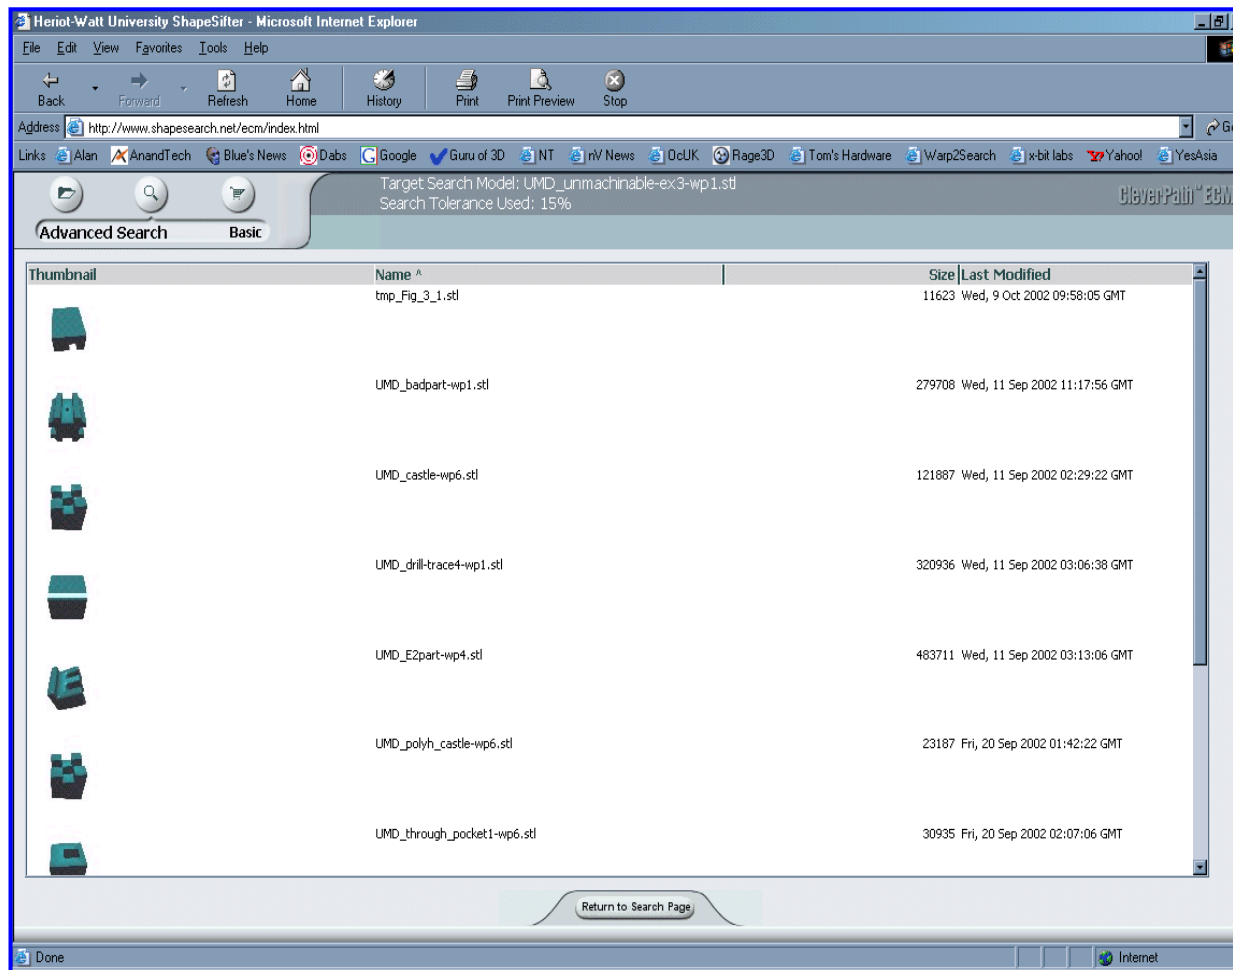 Heriot-Watt University ShapeSifter - Microsoft Internet Explorer
File Edit View Favorites Tools Help
Back Forward Refresh Home History Print Print Preview Stop
Address http://www.shapesearch.net/ecm/index.html
Links Alan AnandTech Blue's News Dabs Google Guru of 3D NT nV News OcUK Rage3D Tom's Hardware Warp2Search x-bit labs Yahoo! YesAsia
Target Search Model: UMD_unmachinable-ex3-wp1.stl
Search Tolerance Used: 15%
CleverPath™ ECM
Advanced Search Basic
Thumbnail Name ^ Size Last Modified
tmp_Fig_3_1.stl 11623 Wed, 9 Oct 2002 09:58:05 GMT
UMD_badpart-wp1.stl 279708 Wed, 11 Sep 2002 11:17:56 GMT
UMD_castle-wp6.stl 121887 Wed, 11 Sep 2002 02:29:22 GMT
UMD_drill-trace4-wp1.stl 320936 Wed, 11 Sep 2002 03:06:38 GMT
UMD_E2part-wp4.stl 483711 Wed, 11 Sep 2002 03:13:06 GMT
UMD_polyh_castle-wp6.stl 23187 Fri, 20 Sep 2002 01:42:22 GMT
UMD_through_pocket1-wp6.stl 30935 Fri, 20 Sep 2002 02:07:06 GMT
Return to Search Page
Done Internet